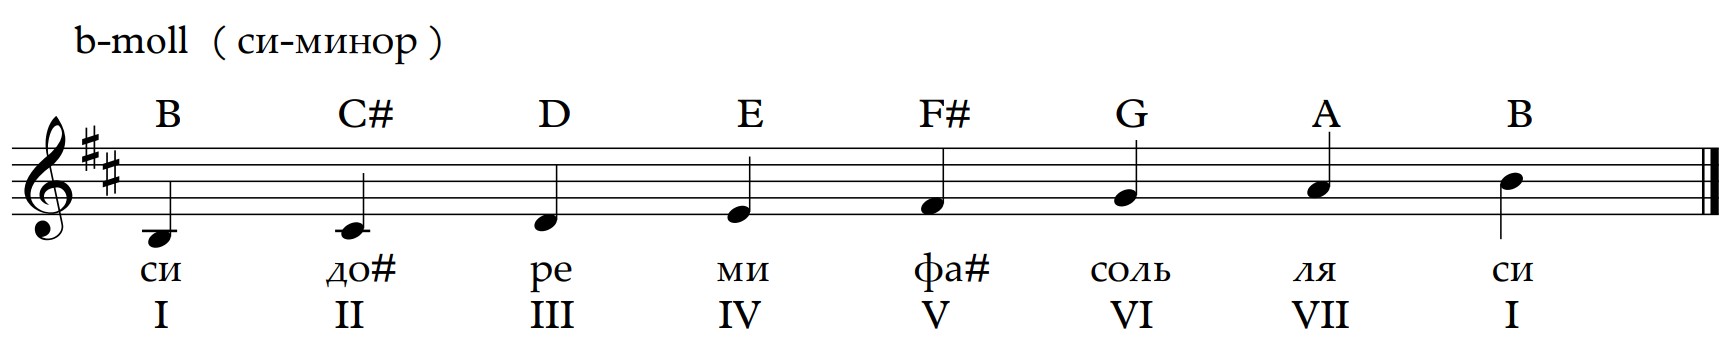 b-moll ( си-минор )
B C# D E F# G A B
си до# ре ми фа# соль ля си
I II III IV V VI VII I